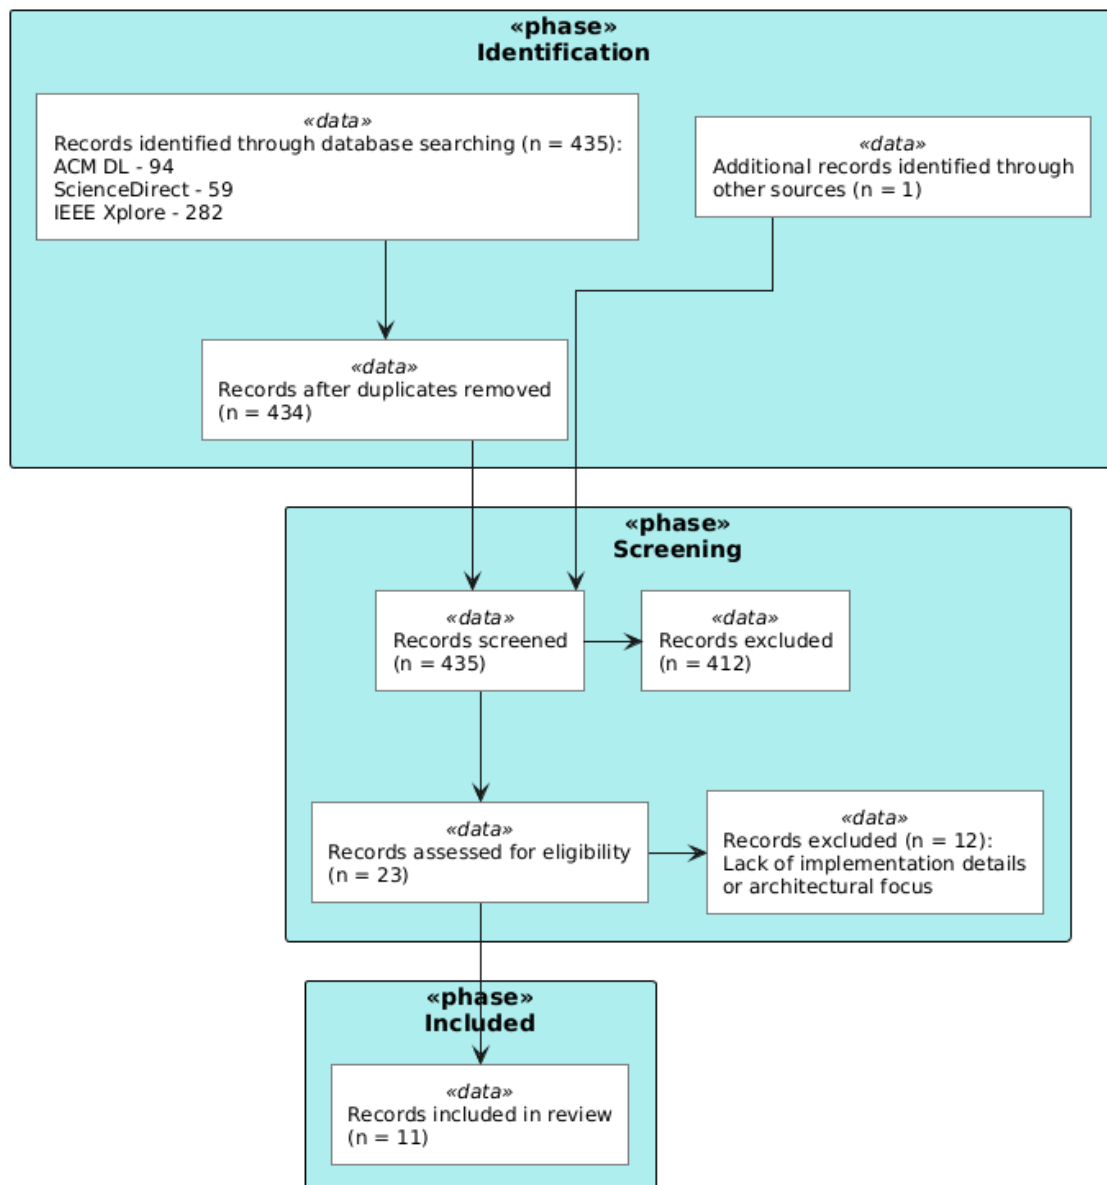 «phase»
Identification
«data»
Records identified through database searching (n = 435):
ACM DL - 94
ScienceDirect - 59
IEEE Xplore - 282
«data»
Additional records identified through
other sources (n = 1)
«data»
Records after duplicates removed
(n = 434)
«phase»
Screening
«data»
Records screened
(n = 435)
«data»
Records excluded
(n = 412)
«data»
Records assessed for eligibility
(n = 23)
«data»
Records excluded (n = 12):
Lack of implementation details
or architectural focus
«phase»
Included
«data»
Records included in review
(n = 11)